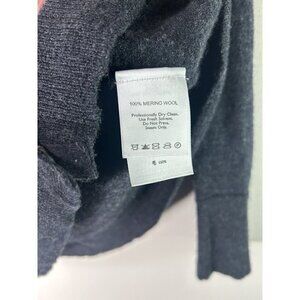 100% MERINO WOOL
Professionally Dry Clean.
Use Fresh Solvent.
Do Not Press.
Steam Only.